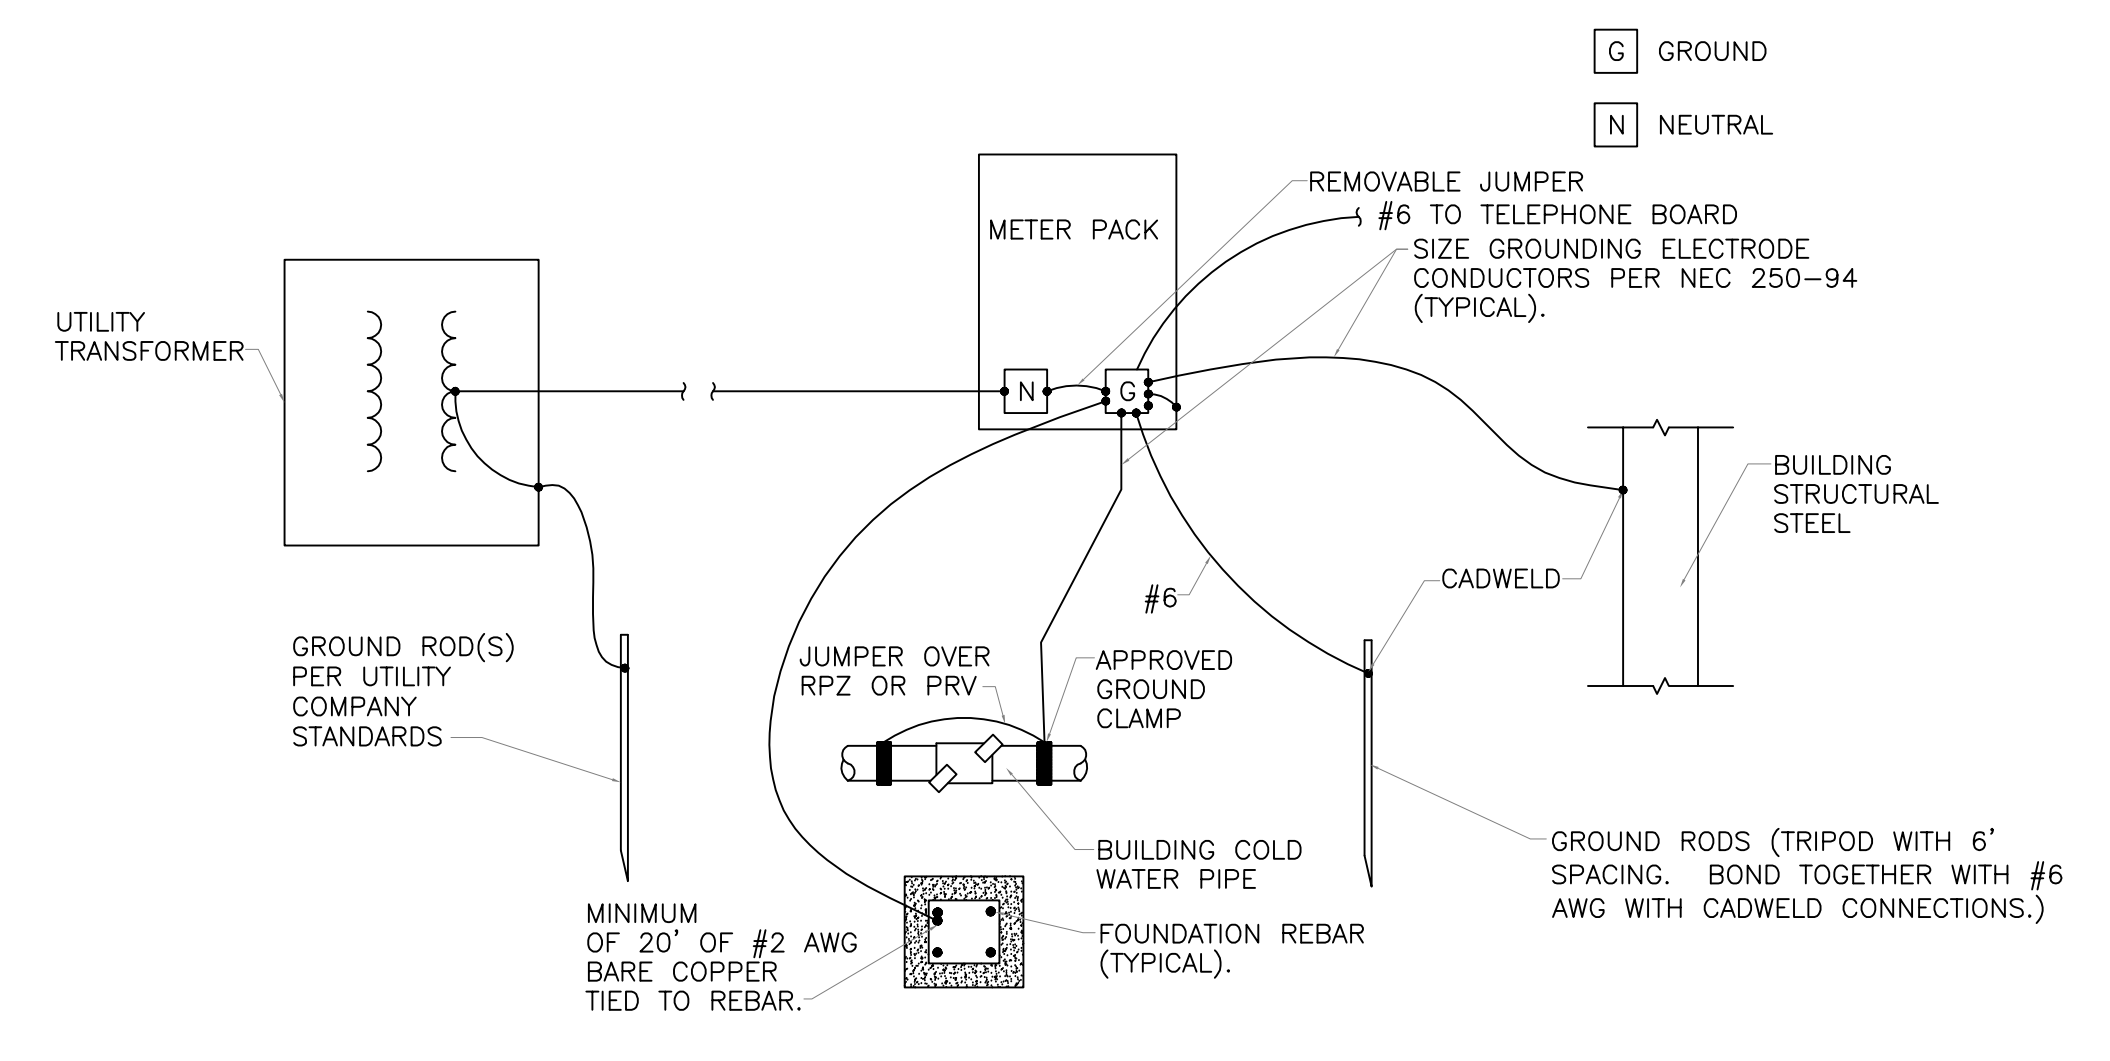 G GROUND
N NEUTRAL
REMOVABLE JUMPER
#6 TO TELEPHONE BOARD
SIZE GROUNDING ELECTRODE
CONDUCTORS PER NEC 250-94
(TYPICAL).
METER PACK
UTILITY
TRANSFORMER
N
G
BUILDING
STRUCTURAL
STEEL
CADWELD
#6
GROUND ROD(S)
PER UTILITY
COMPANY
STANDARDS
JUMPER OVER
RPZ OR PRV
APPROVED
GROUND
CLAMP
BUILDING COLD
WATER PIPE
GROUND RODS (TRIPOD WITH 6'
SPACING. BOND TOGETHER WITH #6
AWG WITH CADWELD CONNECTIONS.)
MINIMUM
OF 20' OF #2 AWG
BARE COPPER
TIED TO REBAR.
FOUNDATION REBAR
(TYPICAL).